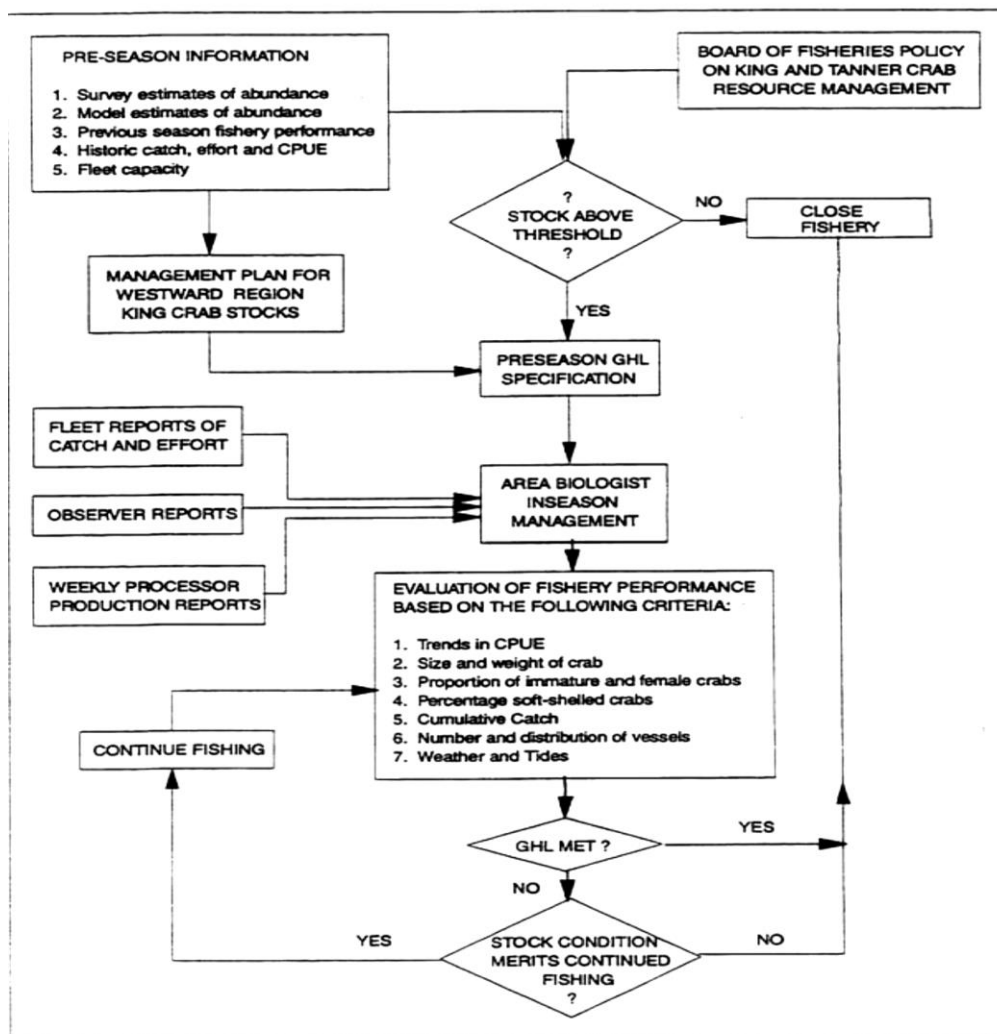 PRE-SEASON INFORMATION
1. Survey estimates of abundance
2. Model estimates of abundance
3. Previous season fishery performance
4. Historic catch, effort and CPUE
5. Fleet capacity
BOARD OF FISHERIES POLICY
ON KING AND TANNER CRAB
RESOURCE MANAGEMENT
?
STOCK ABOVE
THRESHOLD
?
NO
CLOSE
FISHERY
MANAGEMENT PLAN FOR
WESTWARD REGION
KING CRAB STOCKS
YES
PRESEASON GHL
SPECIFICATION
FLEET REPORTS OF
CATCH AND EFFORT
OBSERVER REPORTS
WEEKLY PROCESSOR
PRODUCTION REPORTS
AREA BIOLOGIST
INSEASON
MANAGEMENT
EVALUATION OF FISHERY PERFORMANCE
BASED ON THE FOLLOWING CRITERIA:
1. Trends in CPUE
2. Size and weight of crab
3. Proportion of immature and female crabs
4. Percentage soft-shelled crabs
5. Cumulative Catch
6. Number and distribution of vessels
7. Weather and Tides
CONTINUE FISHING
GHL MET ?
YES
NO
YES
STOCK CONDITION
MERITS CONTINUED
FISHING
?
NO